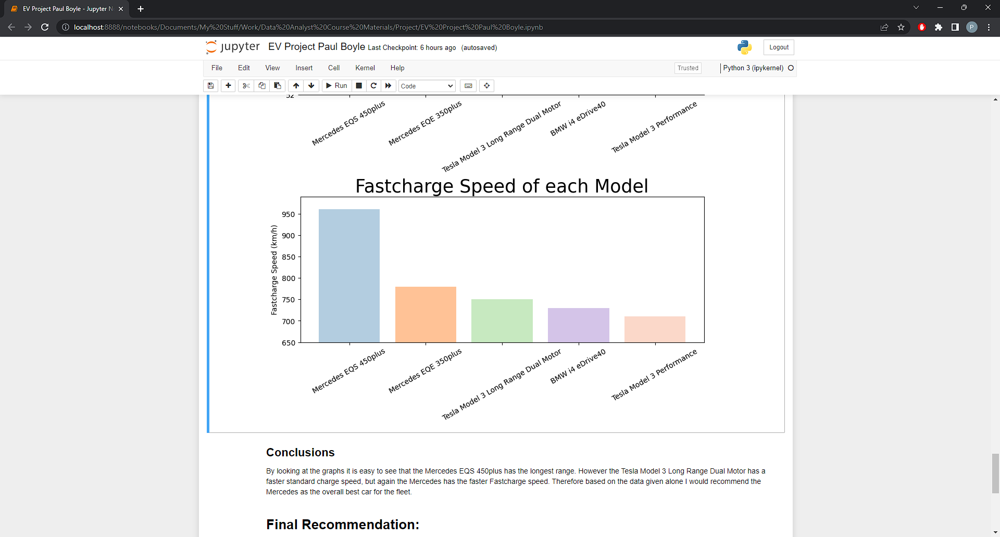 EV Project Paul Boyle - Jupyter N
localhost:8888/notebooks/Documents/My%20Stuff/Work/Data%20Analyst%20Course%20Materials/Project/EV%20Project%20Paul%20Boyle.ipynb
P
jupyter EV Project Paul Boyle Last Checkpoint: 6 hours ago (autosaved)
Logout
File Edit View Insert Cell Kernel Help
Trusted
Python 3 (ipykernel)
Run
Code
52
Mercedes EQS 450plus
Mercedes EQE 350plus
Tesla Model 3 Long Range Dual Motor
BMW i4 eDrive40
Tesla Model 3 Performance
Fastcharge Speed of each Model
Fastcharge Speed (km/h)
950
900
850
800
750
700
650
Mercedes EQS 450plus
Mercedes EQE 350plus
Tesla Model 3 Long Range Dual Motor
BMW i4 eDrive40
Tesla Model 3 Performance
Conclusions
By looking at the graphs it is easy to see that the Mercedes EQS 450plus has the longest range. However the Tesla Model 3 Long Range Dual Motor has a
faster standard charge speed, but again the Mercedes has the faster Fastcharge speed. Therefore based on the data given alone I would recommend the
Mercedes as the overall best car for the fleet.
Final Recommendation: